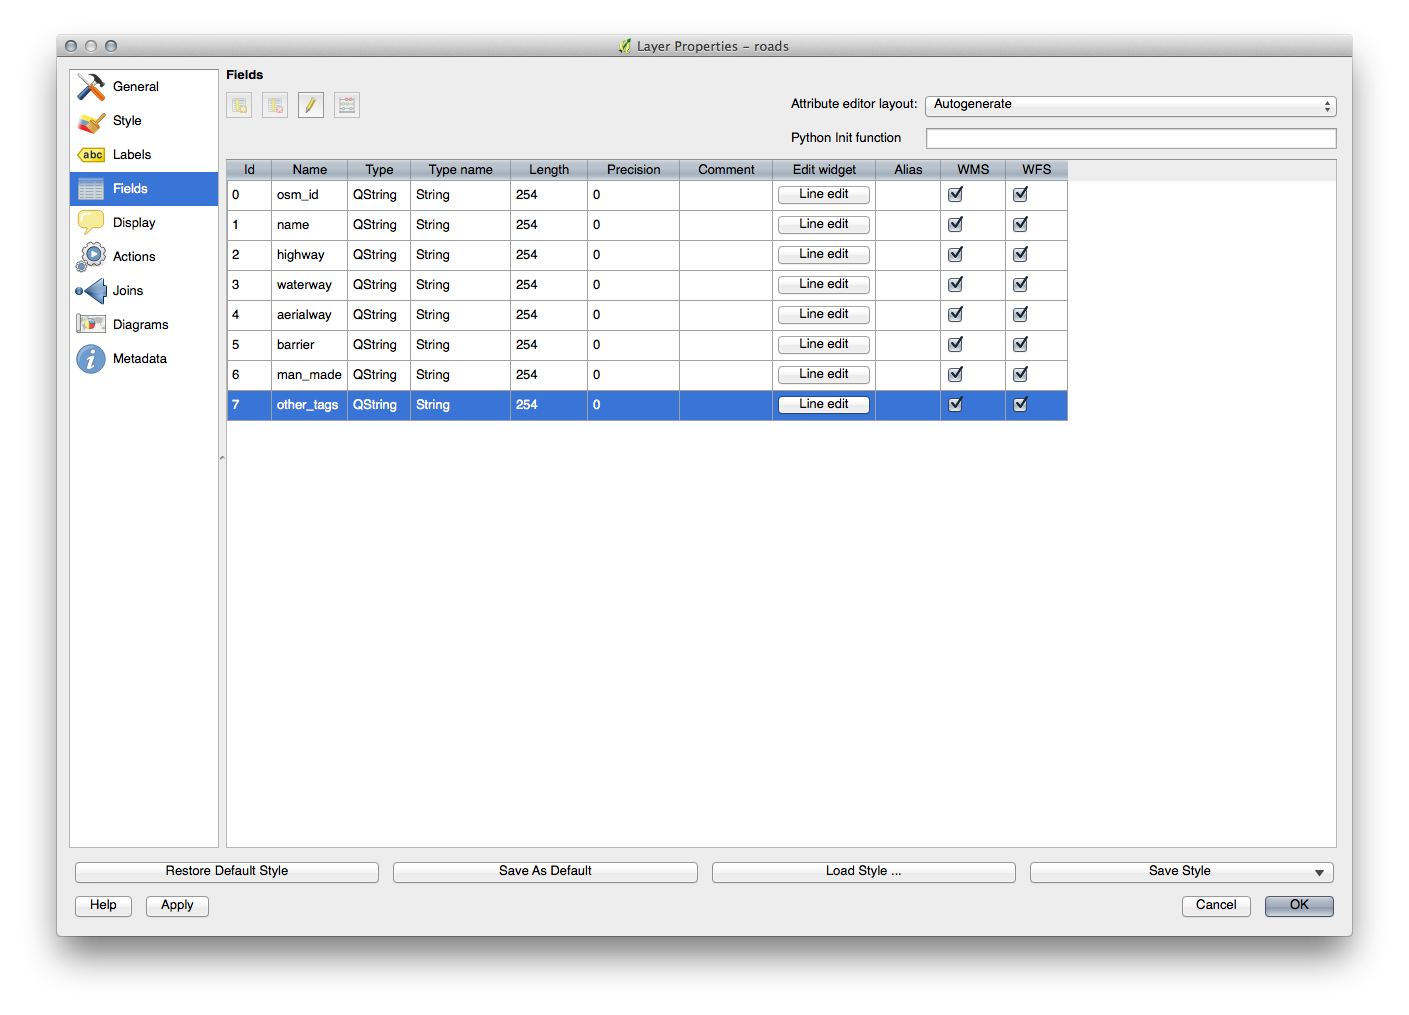 Layer Properties – roads
General
Style
abc Labels
Fields
Display
Actions
Joins
Diagrams
i Metadata
Fields
Attribute editor layout: Autogenerate
Python Init function
Id Name Type Type name Length Precision Comment Edit widget Alias WMS WFS
0 osm_id QString String 254 0 Line edit
1 name QString String 254 0 Line edit
2 highway QString String 254 0 Line edit
3 waterway QString String 254 0 Line edit
4 aerialway QString String 254 0 Line edit
5 barrier QString String 254 0 Line edit
6 man_made QString String 254 0 Line edit
7 other_tags QString String 254 0 Line edit
Restore Default Style Save As Default Load Style ... Save Style
Help Apply Cancel OK